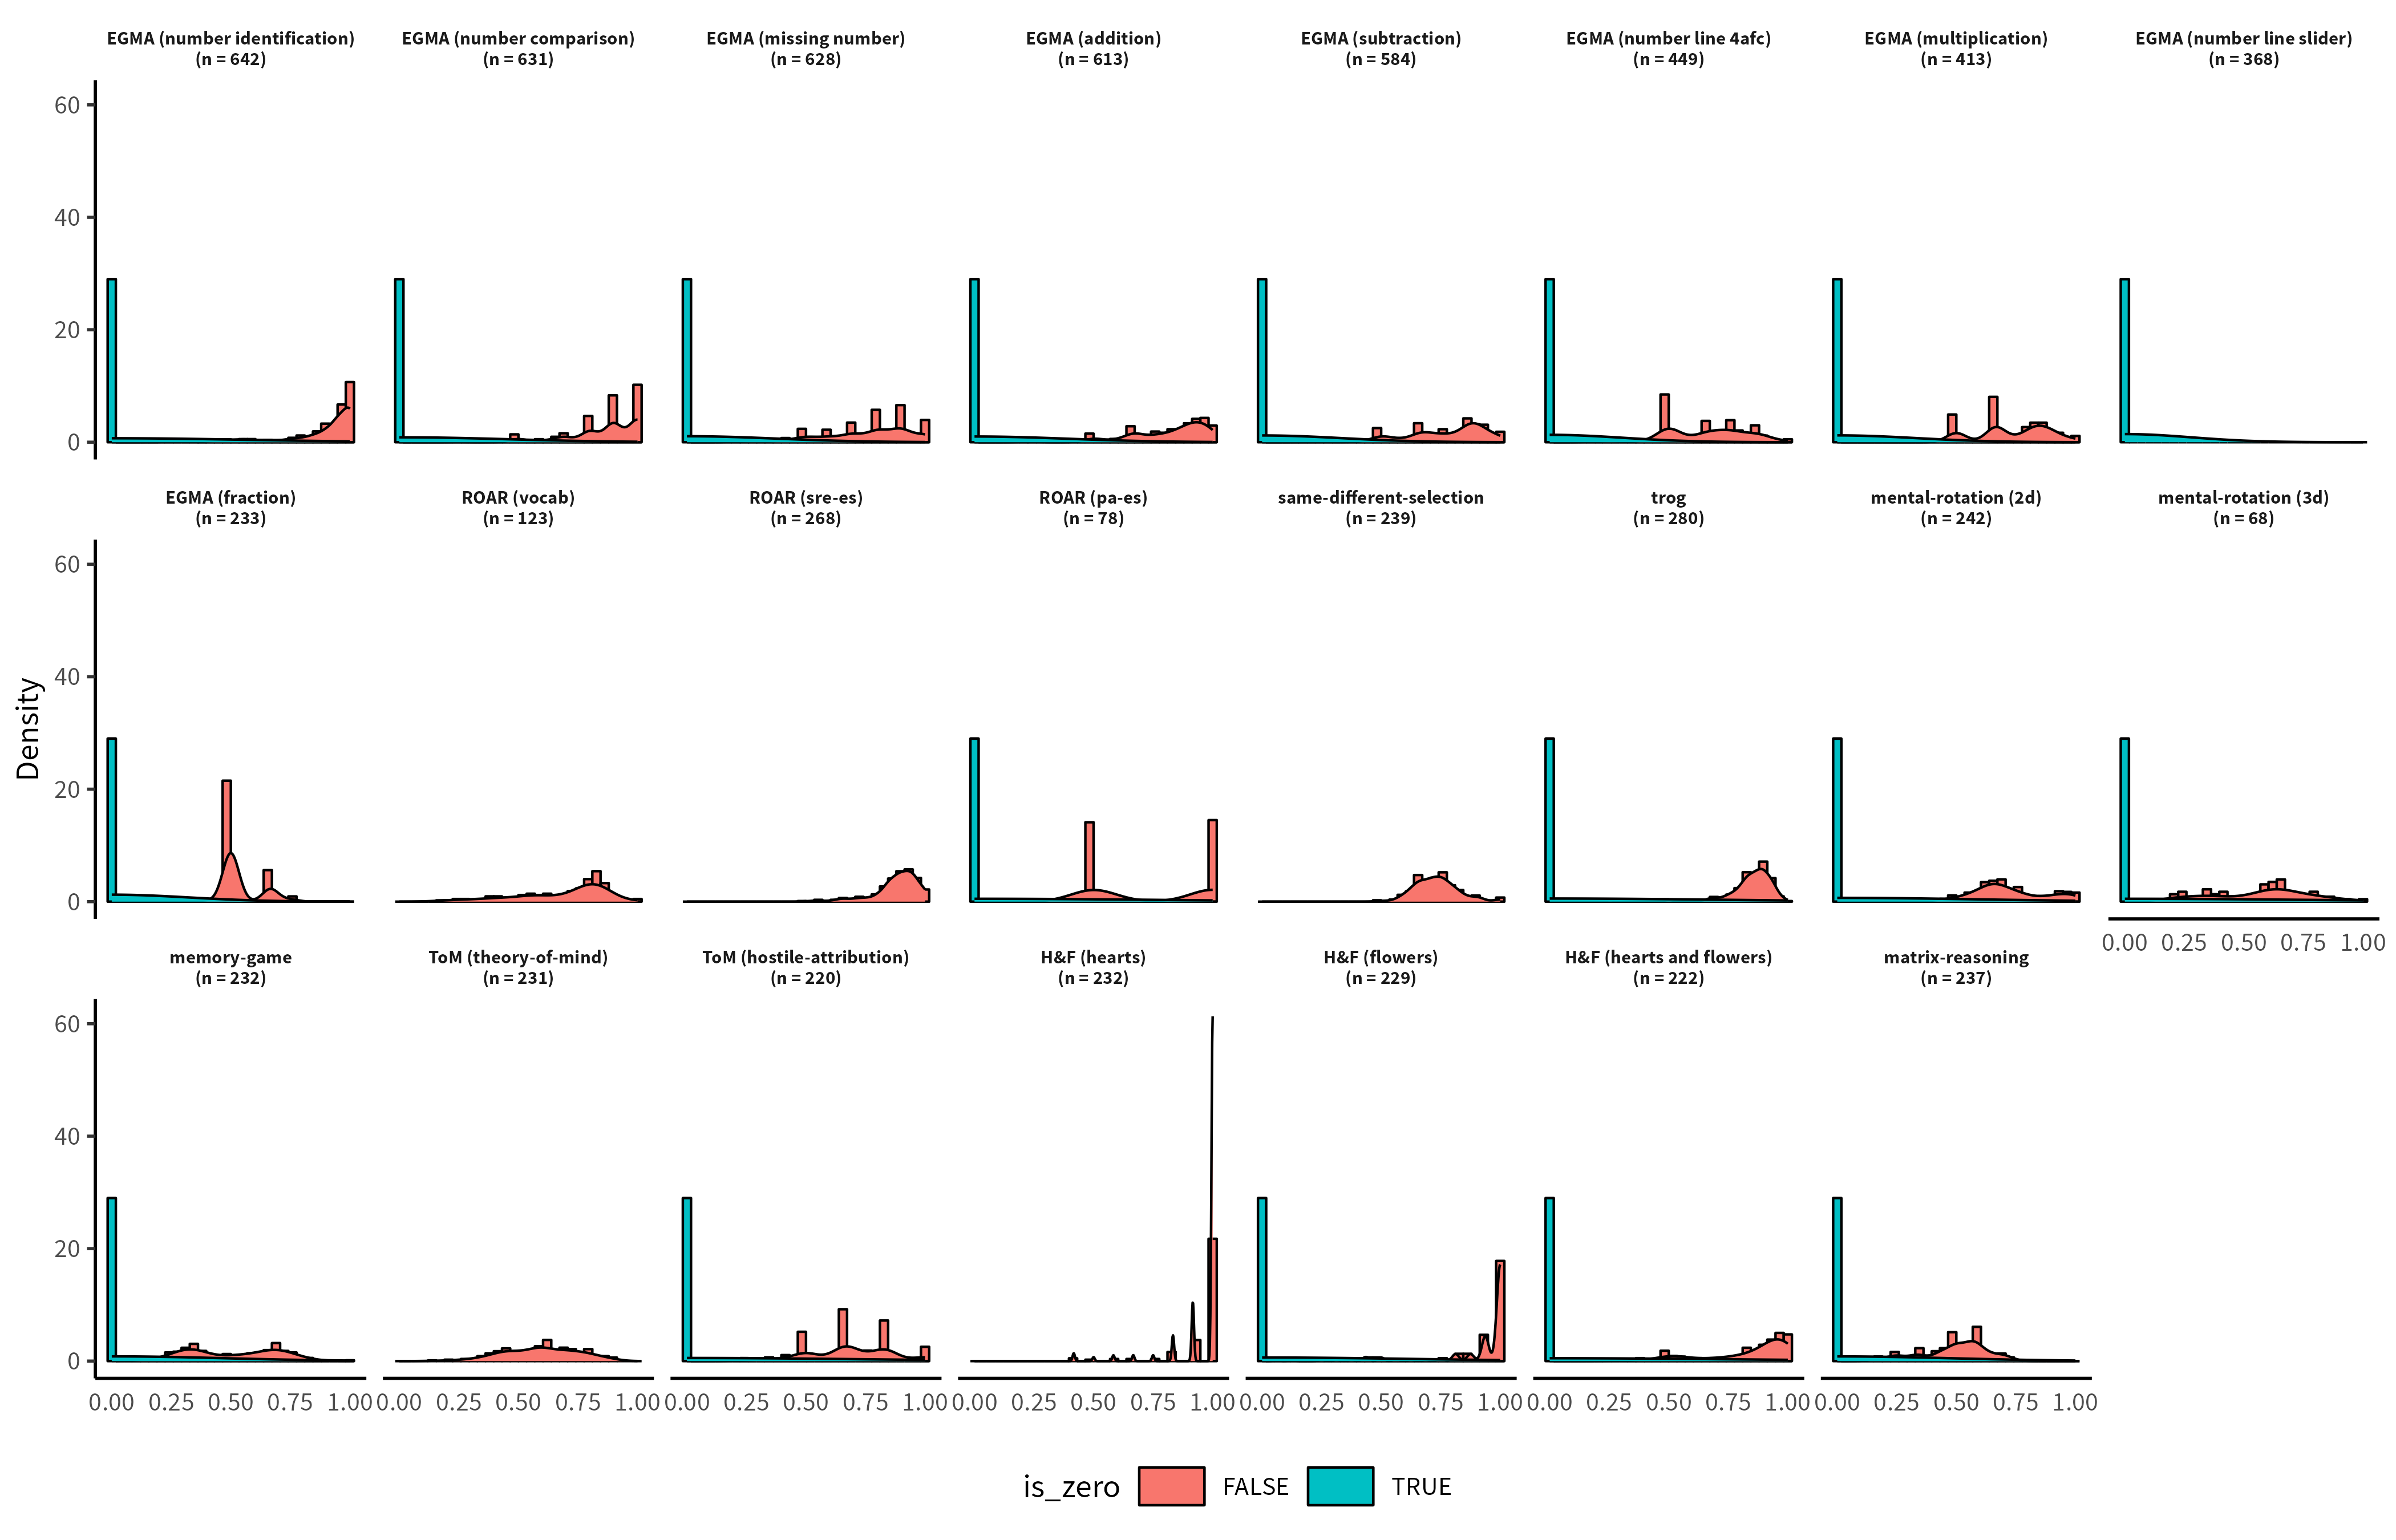 EGMA (number identification)
(n = 642)
EGMA (number comparison)
(n = 631)
EGMA (missing number)
(n = 628)
EGMA (addition)
(n = 613)
EGMA (subtraction)
(n = 584)
EGMA (number line 4afc)
(n = 449)
EGMA (multiplication)
(n = 413)
EGMA (number line slider)
(n = 368)
60
40
20
0
EGMA (fraction)
(n = 233)
ROAR (vocab)
(n = 123)
ROAR (sre-es)
(n = 268)
ROAR (pa-es)
(n = 78)
same-different-selection
(n = 239)
trog
(n = 280)
mental-rotation (2d)
(n = 242)
mental-rotation (3d)
(n = 68)
60
40
20
0
0.00 0.25 0.50 0.75 1.00
Density
memory-game
(n = 232)
ToM (theory-of-mind)
(n = 231)
ToM (hostile-attribution)
(n = 220)
H&F (hearts)
(n = 232)
H&F (flowers)
(n = 229)
H&F (hearts and flowers)
(n = 222)
matrix-reasoning
(n = 237)
60
40
20
0
0.00 0.25 0.50 0.75 1.00 0.00 0.25 0.50 0.75 1.00 0.00 0.25 0.50 0.75 1.00 0.00 0.25 0.50 0.75 1.00 0.00 0.25 0.50 0.75 1.00 0.00 0.25 0.50 0.75 1.00 0.00 0.25 0.50 0.75 1.00
is_zero FALSE TRUE